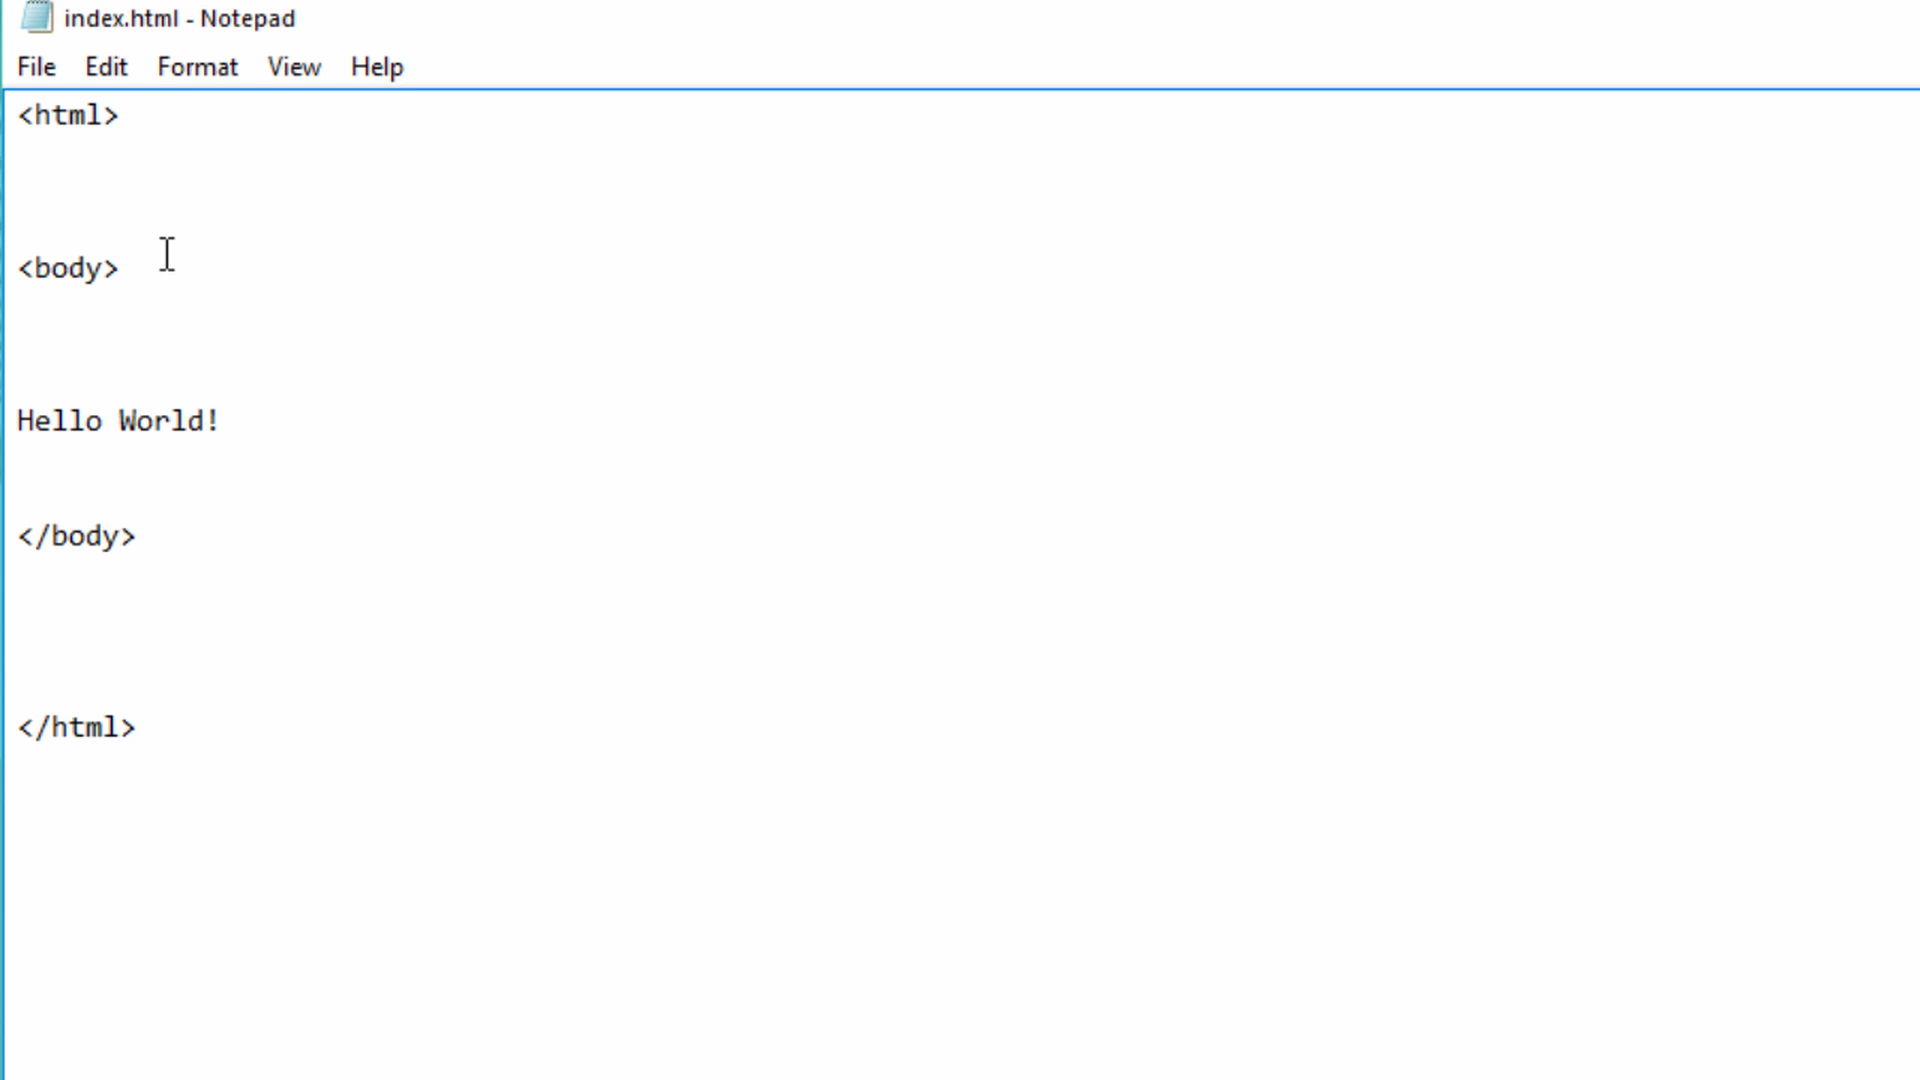 index.html - Notepad
File Edit Format View Help
<html>
<body>
Hello World!
</body>
</html>